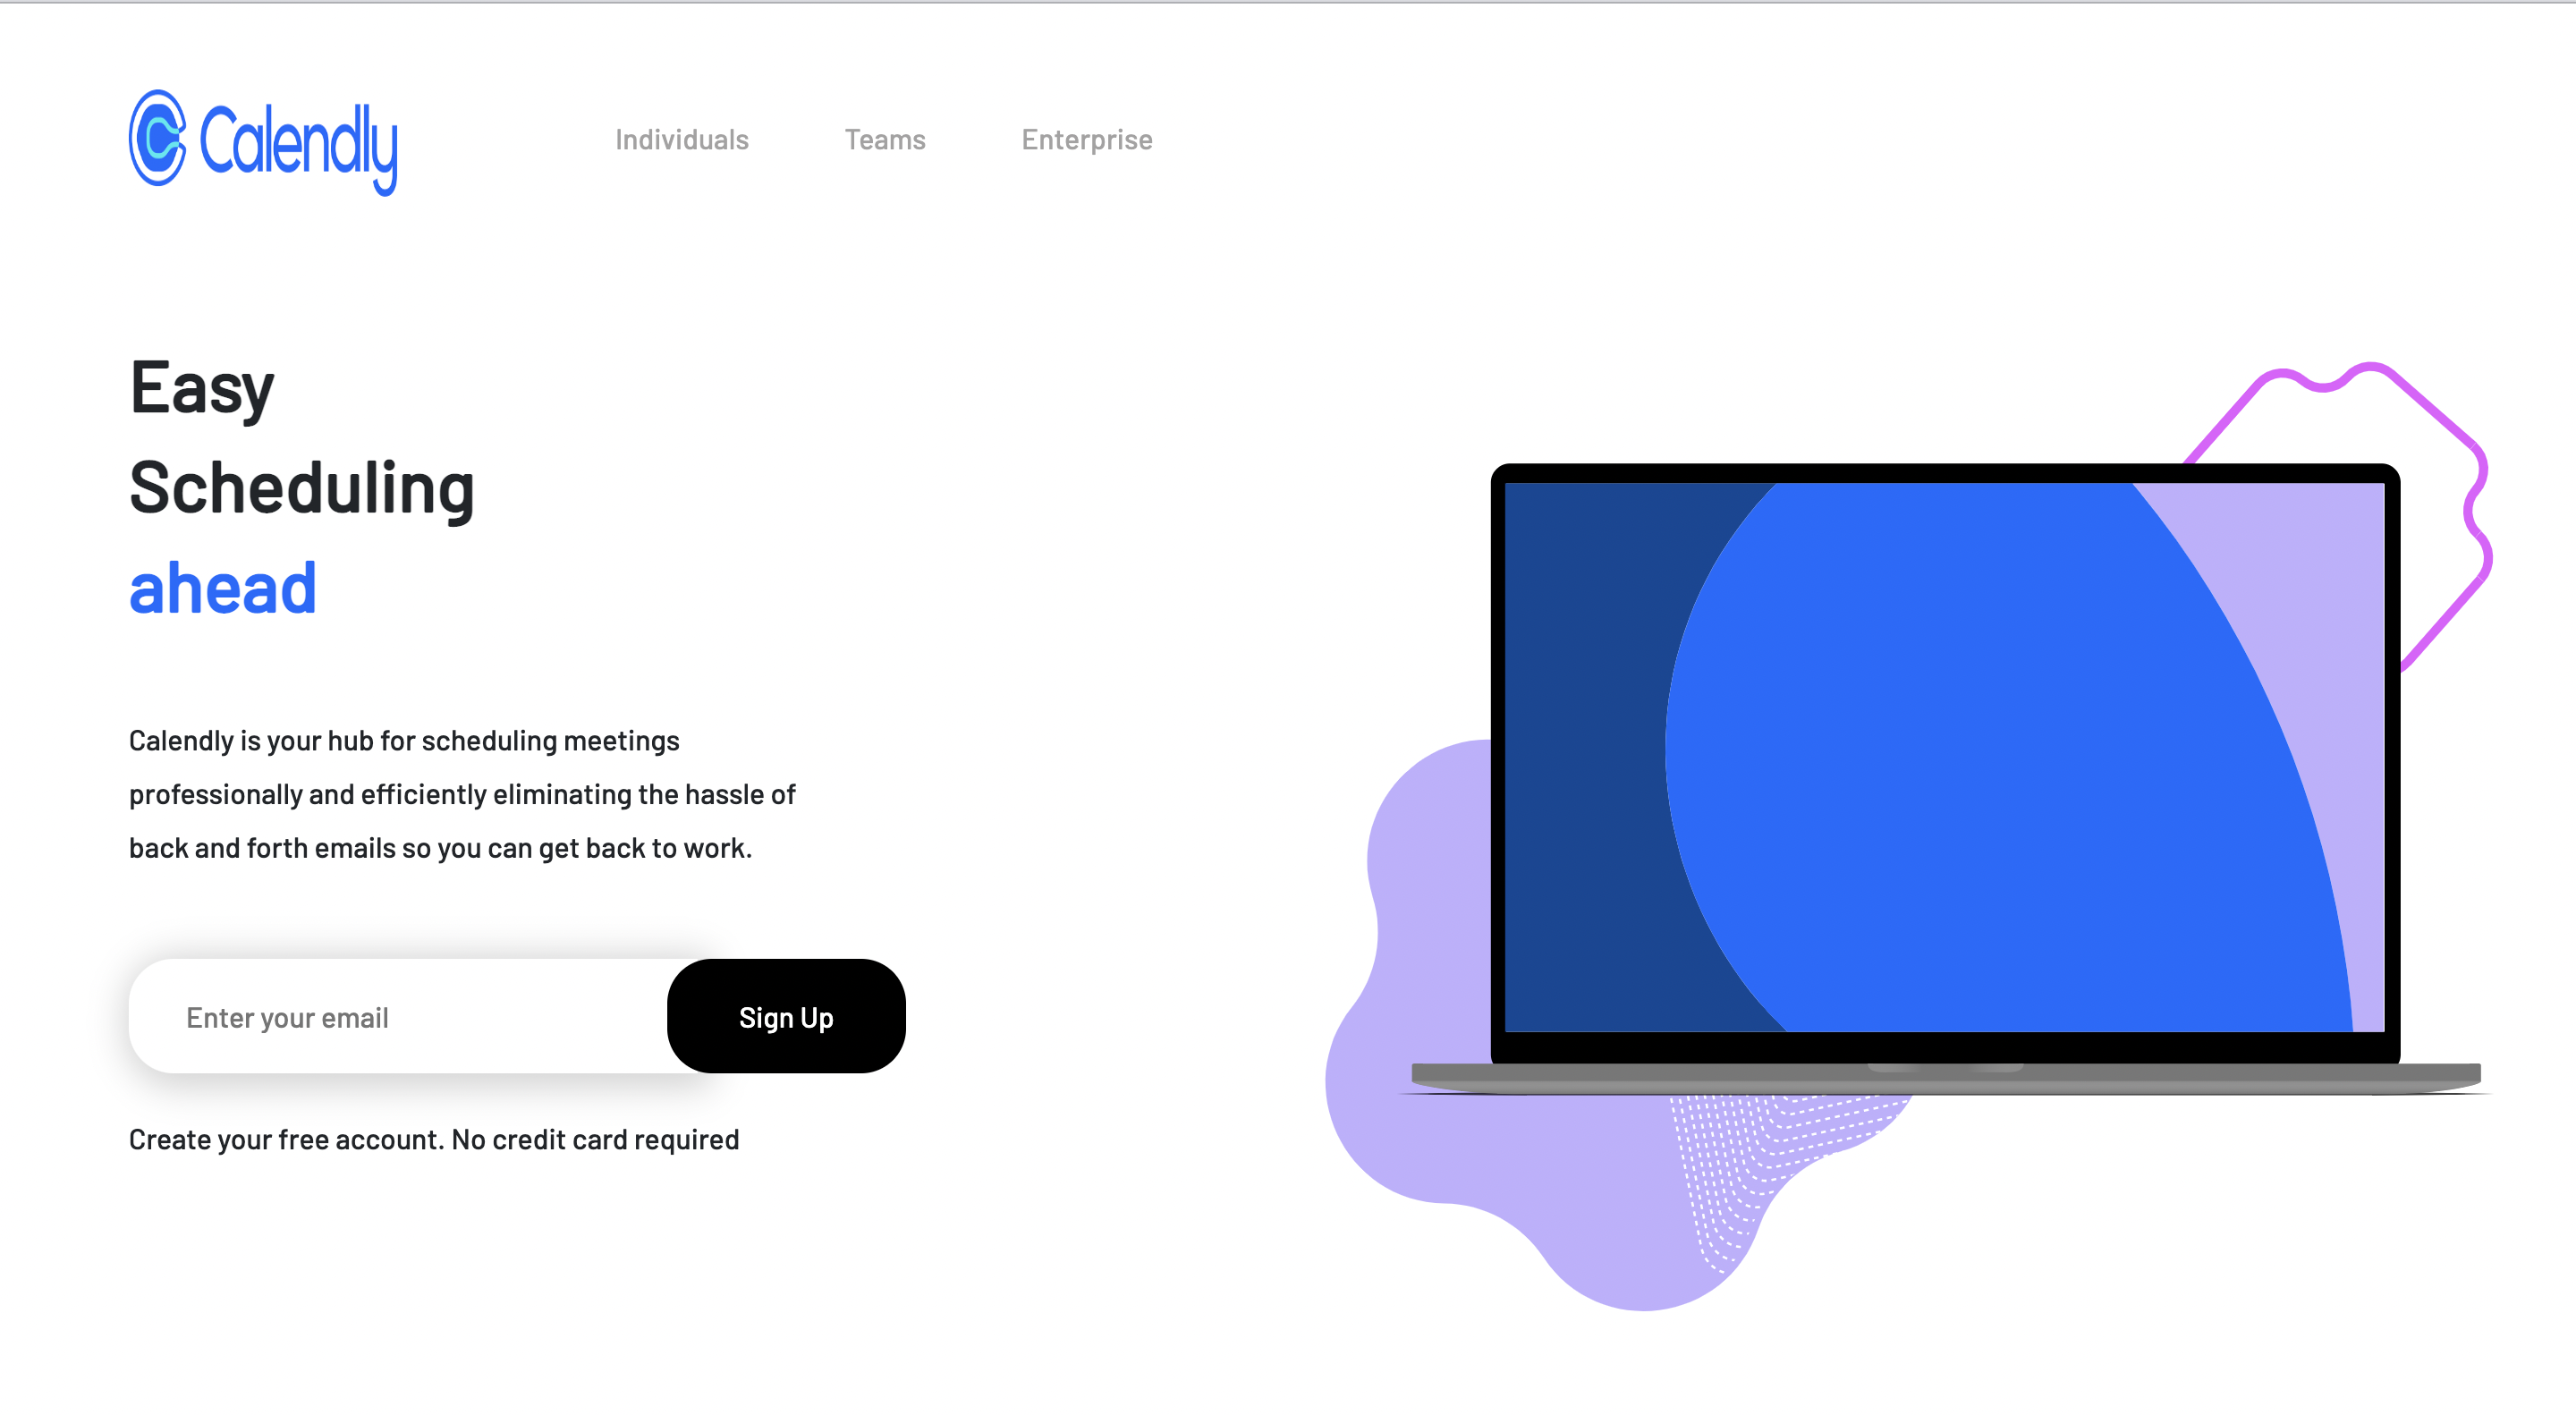 Calendly
Individuals Teams Enterprise
Easy
Scheduling
ahead
Calendly is your hub for scheduling meetings
professionally and efficiently eliminating the hassle of
back and forth emails so you can get back to work.
Enter your email Sign Up
Create your free account. No credit card required